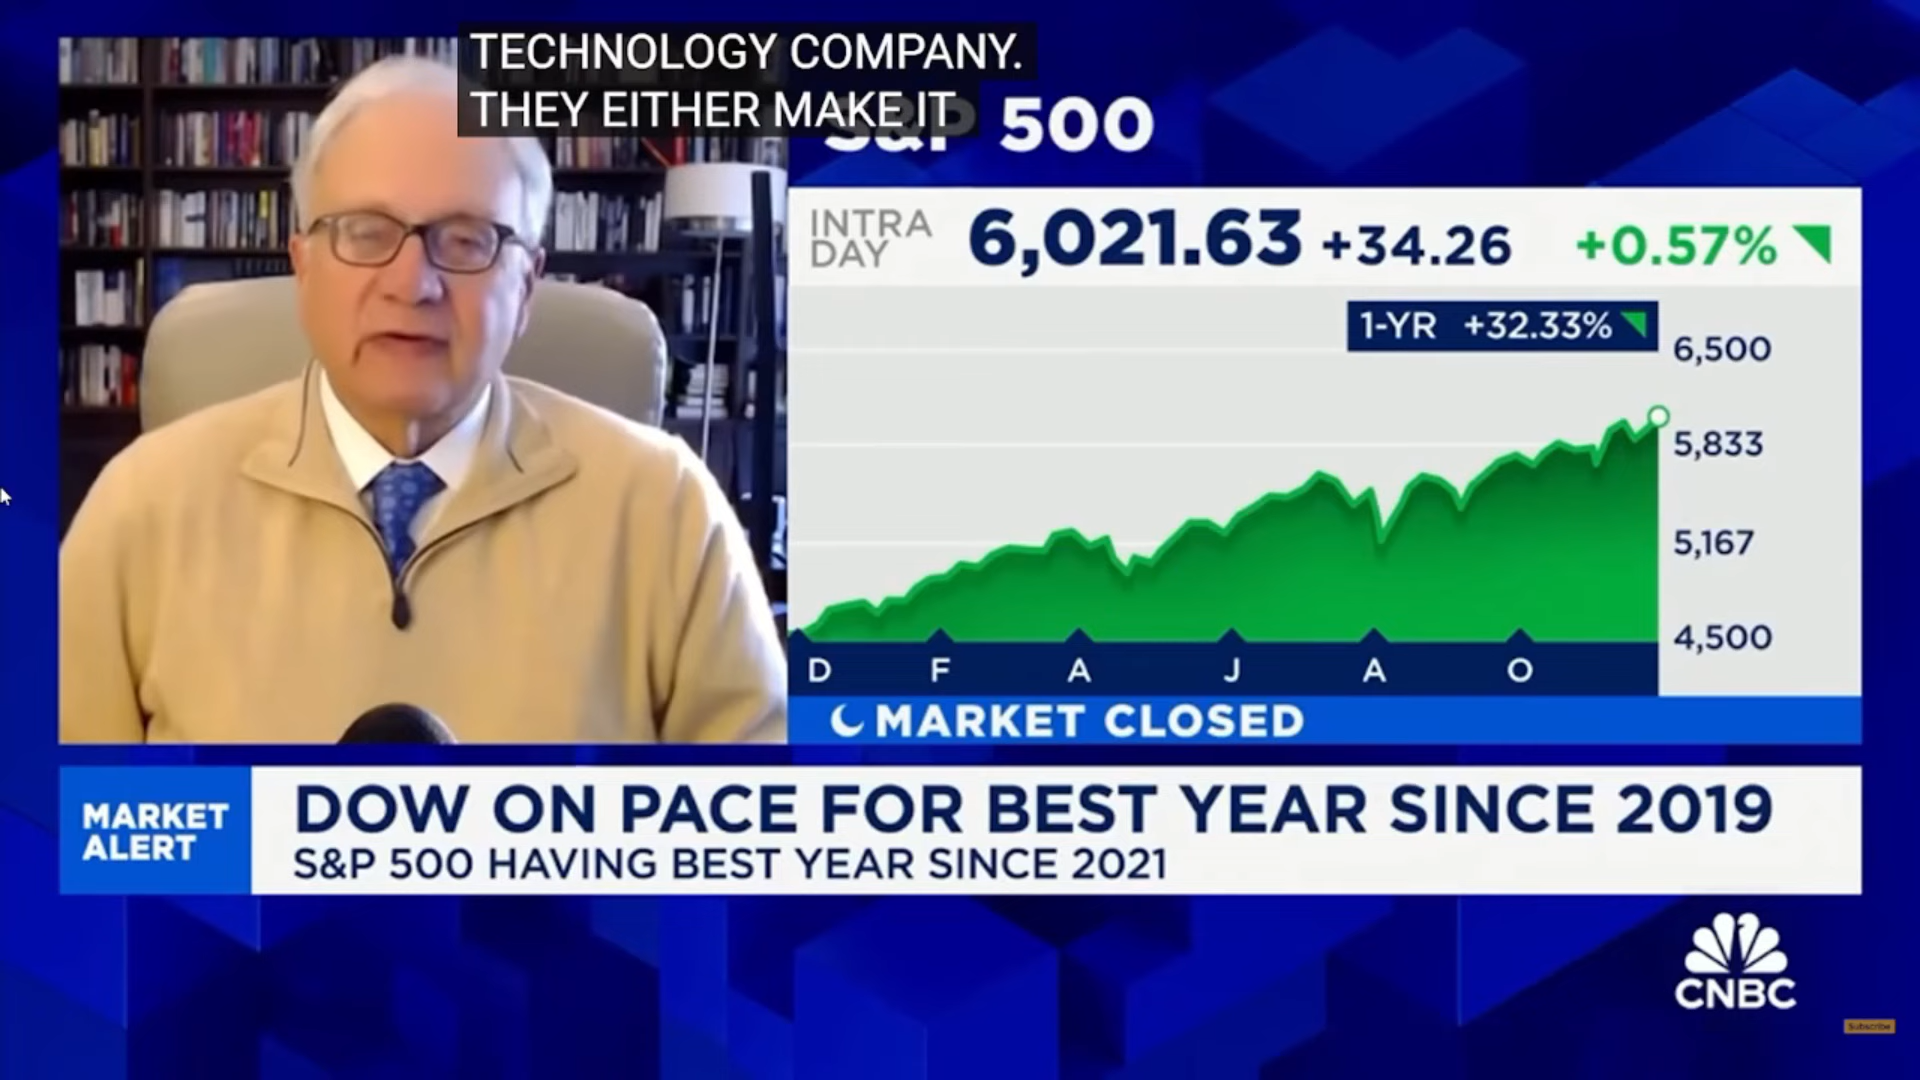 TECHNOLOGY COMPANY.
THEY EITHER MAKE IT
S&P 500
INTRA
DAY
6,021.63 +34.26 +0.57%
1-YR +32.33%
6,500
5,833
5,167
4,500
D F A J A O
MARKET CLOSED
MARKET
ALERT
DOW ON PACE FOR BEST YEAR SINCE 2019
S&P 500 HAVING BEST YEAR SINCE 2021
CNBC
Subscribe